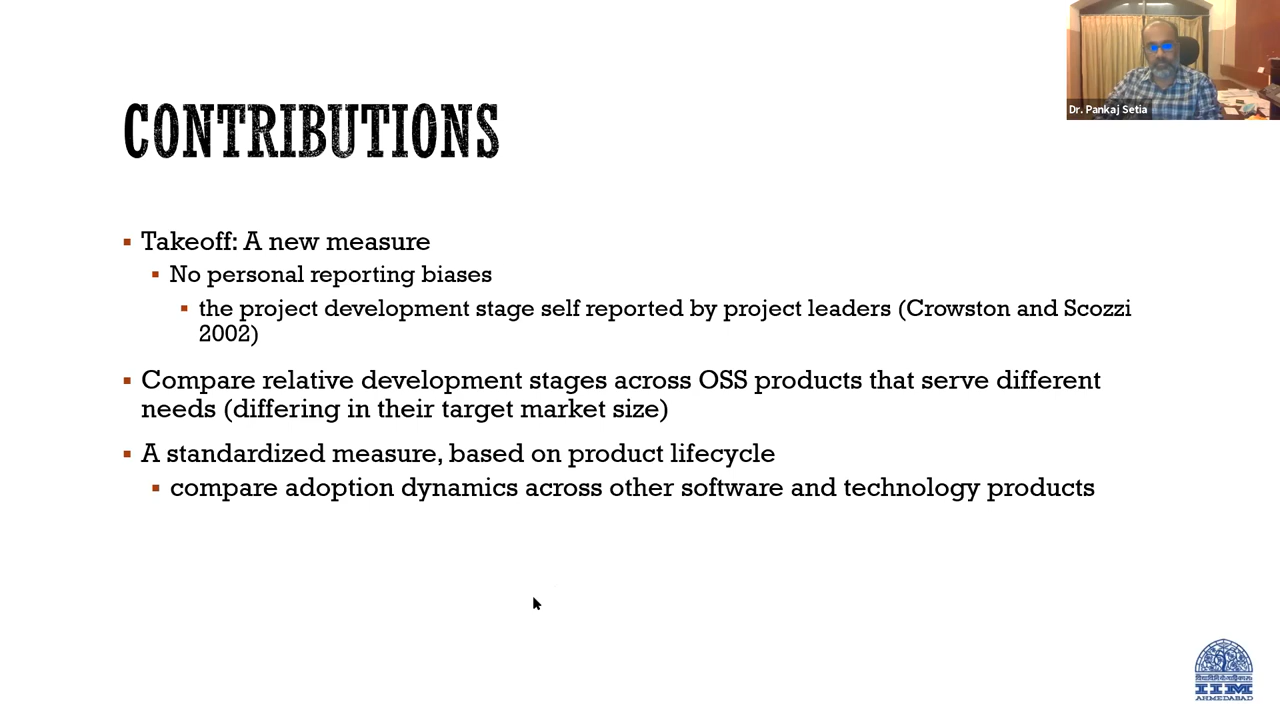 Dr. Pankaj Setia
CONTRIBUTIONS
Takeoff: A new measure
No personal reporting biases
the project development stage self reported by project leaders (Crowston and Scozzi
2002)
Compare relative development stages across OSS products that serve different
needs (differing in their target market size)
A standardized measure, based on product lifecycle
compare adoption dynamics across other software and technology products
IIM
AHMEDABAD